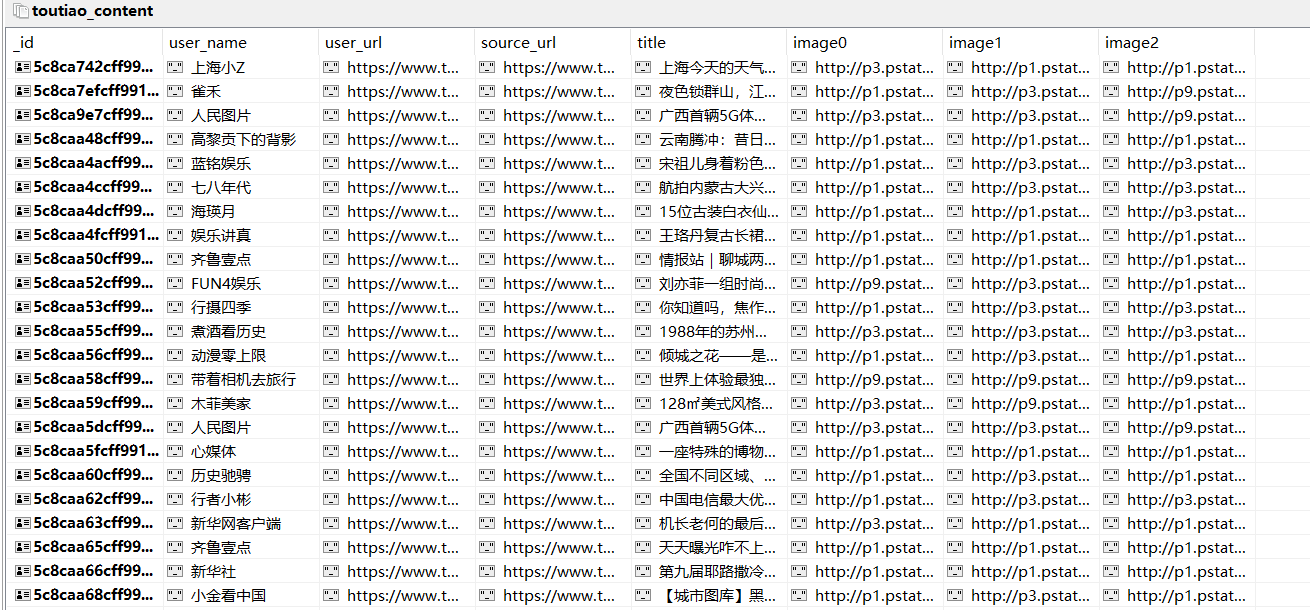 toutiao_content
_id user_name user_url source_url title image0 image1 image2
5c8ca742cff99... 上海小Z https://www.t... https://www.t... 上海今天的天气... http://p3.pstat... http://p1.pstat... http://p1.pstat...
5c8ca7efcff991... 雀禾 https://www.t... https://www.t... 夜色锁群山，江... http://p1.pstat... http://p3.pstat... http://p9.pstat...
5c8ca9e7cff99... 人民图片 https://www.t... https://www.t... 广西首辆5G体... http://p3.pstat... http://p3.pstat... http://p9.pstat...
5c8caa48cff99... 高黎贡下的背影 https://www.t... https://www.t... 云南腾冲：昔日... http://p1.pstat... http://p1.pstat... http://p1.pstat...
5c8caa4acff99... 蓝铭娱乐 https://www.t... https://www.t... 宋祖儿身着粉色... http://p1.pstat... http://p3.pstat... http://p3.pstat...
5c8caa4ccff99... 七八年代 https://www.t... https://www.t... 航拍内蒙古大兴... http://p1.pstat... http://p3.pstat... http://p1.pstat...
5c8caa4dcff99... 海瑛月 https://www.t... https://www.t... 15位古装白衣仙... http://p1.pstat... http://p1.pstat... http://p3.pstat...
5c8caa4fcff991... 娱乐讲真 https://www.t... https://www.t... 王珞丹复古长裙... http://p1.pstat... http://p1.pstat... http://p1.pstat...
5c8caa50cff99... 齐鲁壹点 https://www.t... https://www.t... 情报站｜聊城两... http://p1.pstat... http://p3.pstat... http://p1.pstat...
5c8caa52cff99... FUN4娱乐 https://www.t... https://www.t... 刘亦菲一组时尚... http://p9.pstat... http://p1.pstat... http://p1.pstat...
5c8caa53cff99... 行摄四季 https://www.t... https://www.t... 你知道吗，焦作... http://p1.pstat... http://p3.pstat... http://p3.pstat...
5c8caa55cff99... 煮酒看历史 https://www.t... https://www.t... 1988年的苏州... http://p3.pstat... http://p3.pstat... http://p3.pstat...
5c8caa56cff99... 动漫零上限 https://www.t... https://www.t... 倾城之花——是... http://p1.pstat... http://p3.pstat... http://p1.pstat...
5c8caa58cff99... 带着相机去旅行 https://www.t... https://www.t... 世界上体验最独... http://p9.pstat... http://p9.pstat... http://p9.pstat...
5c8caa59cff99... 木菲美家 https://www.t... https://www.t... 128㎡美式风格... http://p3.pstat... http://p9.pstat... http://p1.pstat...
5c8caa5dcff99... 人民图片 https://www.t... https://www.t... 广西首辆5G体... http://p3.pstat... http://p3.pstat... http://p9.pstat...
5c8caa5fcff991... 心媒体 https://www.t... https://www.t... 一座特殊的博物... http://p1.pstat... http://p1.pstat... http://p1.pstat...
5c8caa60cff99... 历史驰骋 https://www.t... https://www.t... 全国不同区域、... http://p1.pstat... http://p3.pstat... http://p1.pstat...
5c8caa62cff99... 行者小彬 https://www.t... https://www.t... 中国电信最大优... http://p1.pstat... http://p3.pstat... http://p3.pstat...
5c8caa63cff99... 新华网客户端 https://www.t... https://www.t... 机长老何的最后... http://p3.pstat... http://p1.pstat... http://p1.pstat...
5c8caa65cff99... 齐鲁壹点 https://www.t... https://www.t... 天天曝光咋不上... http://p1.pstat... http://p1.pstat... http://p1.pstat...
5c8caa66cff99... 新华社 https://www.t... https://www.t... 第九届耶路撒冷... http://p1.pstat... http://p1.pstat... http://p1.pstat...
5c8caa68cff99... 小金看中国 https://www.t... https://www.t... 【城市图库】黑... http://p1.pstat... http://p3.pstat... http://p1.pstat...